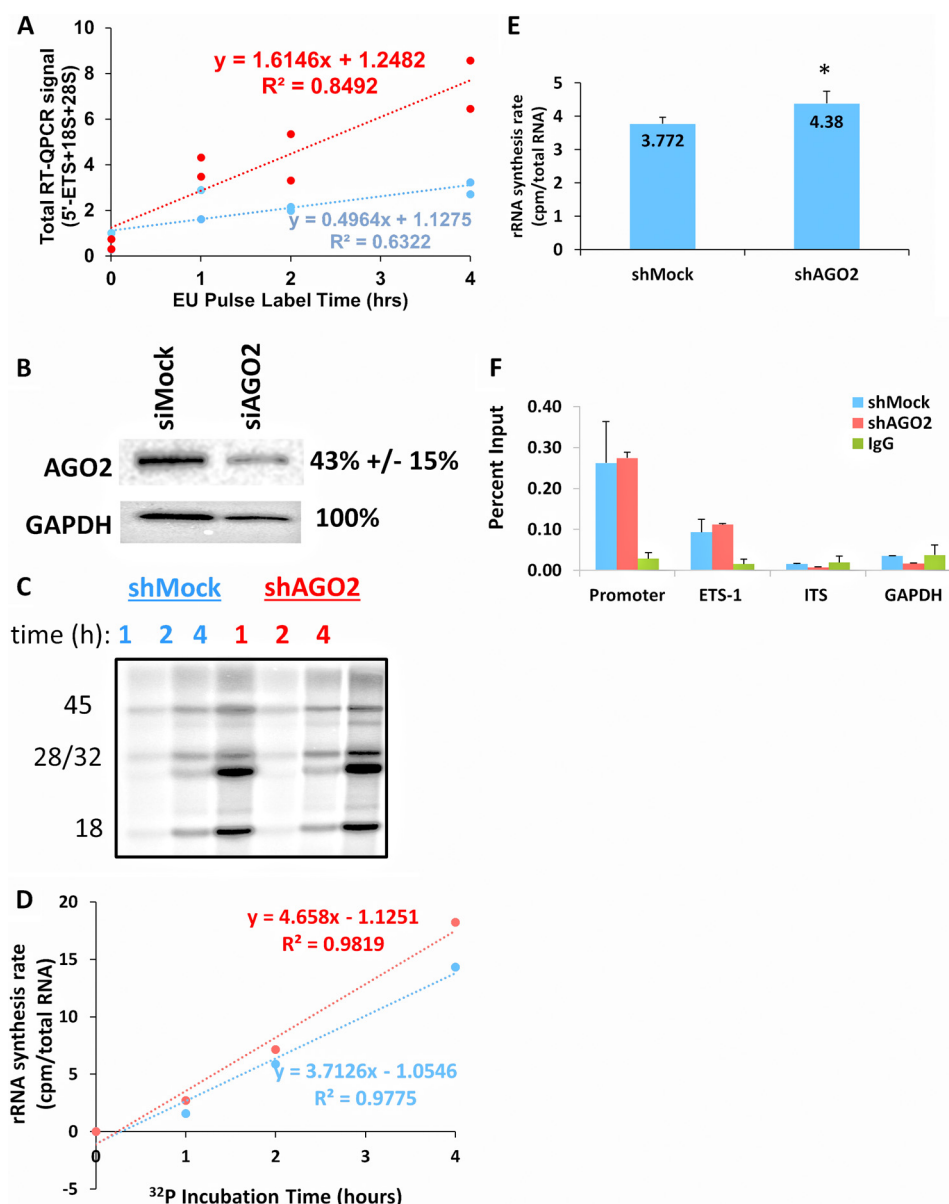 A
Total RT-QPCR signal
(5'-ETS+18S+28S)
10
8
6
4
2
0
y = 1.6146x + 1.2482
R² = 0.8492
y = 0.4964x + 1.1275
R² = 0.6322
0 1 2 3 4
EU Pulse Label Time (hrs)
B
siMock siAGO2
AGO2 43% +/- 15%
GAPDH 100%
C
shMock shAGO2
time (h): 1 2 4 1 2 4
45
28/32
18
D
rRNA synthesis rate
(cpm/total RNA)
20
15
10
5
0
-5
y = 4.658x - 1.1251
R² = 0.9819
y = 3.7126x - 1.0546
R² = 0.9775
0 1 2 3 4
³²P Incubation Time (hours)
E
rRNA synthesis rate
(cpm/total RNA)
5
4
3
2
1
0
*
3.772 4.38
shMock shAGO2
F
Percent Input
0.40
0.30
0.20
0.10
0.00
shMock
shAGO2
IgG
Promoter ETS-1 ITS GAPDH